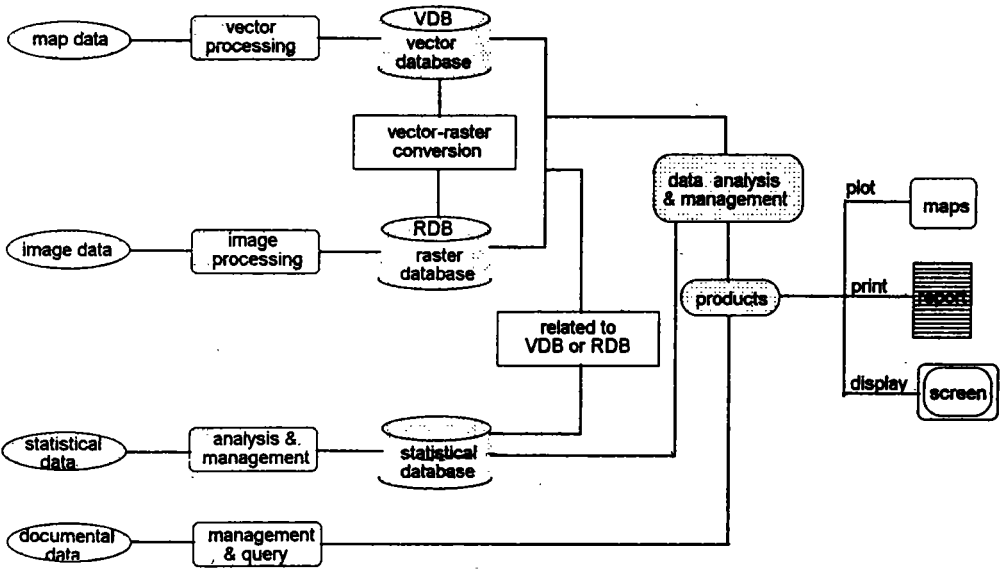 map data
vector
processing
VDB
vector
database
vector-raster
conversion
image data
image
processing
RDB
raster
database
data analysis
& management
products
plot
maps
print
report
display
screen
related to
VDB or RDB
statistical
data
analysis &
management
statistical
database
documental
data
management
& query